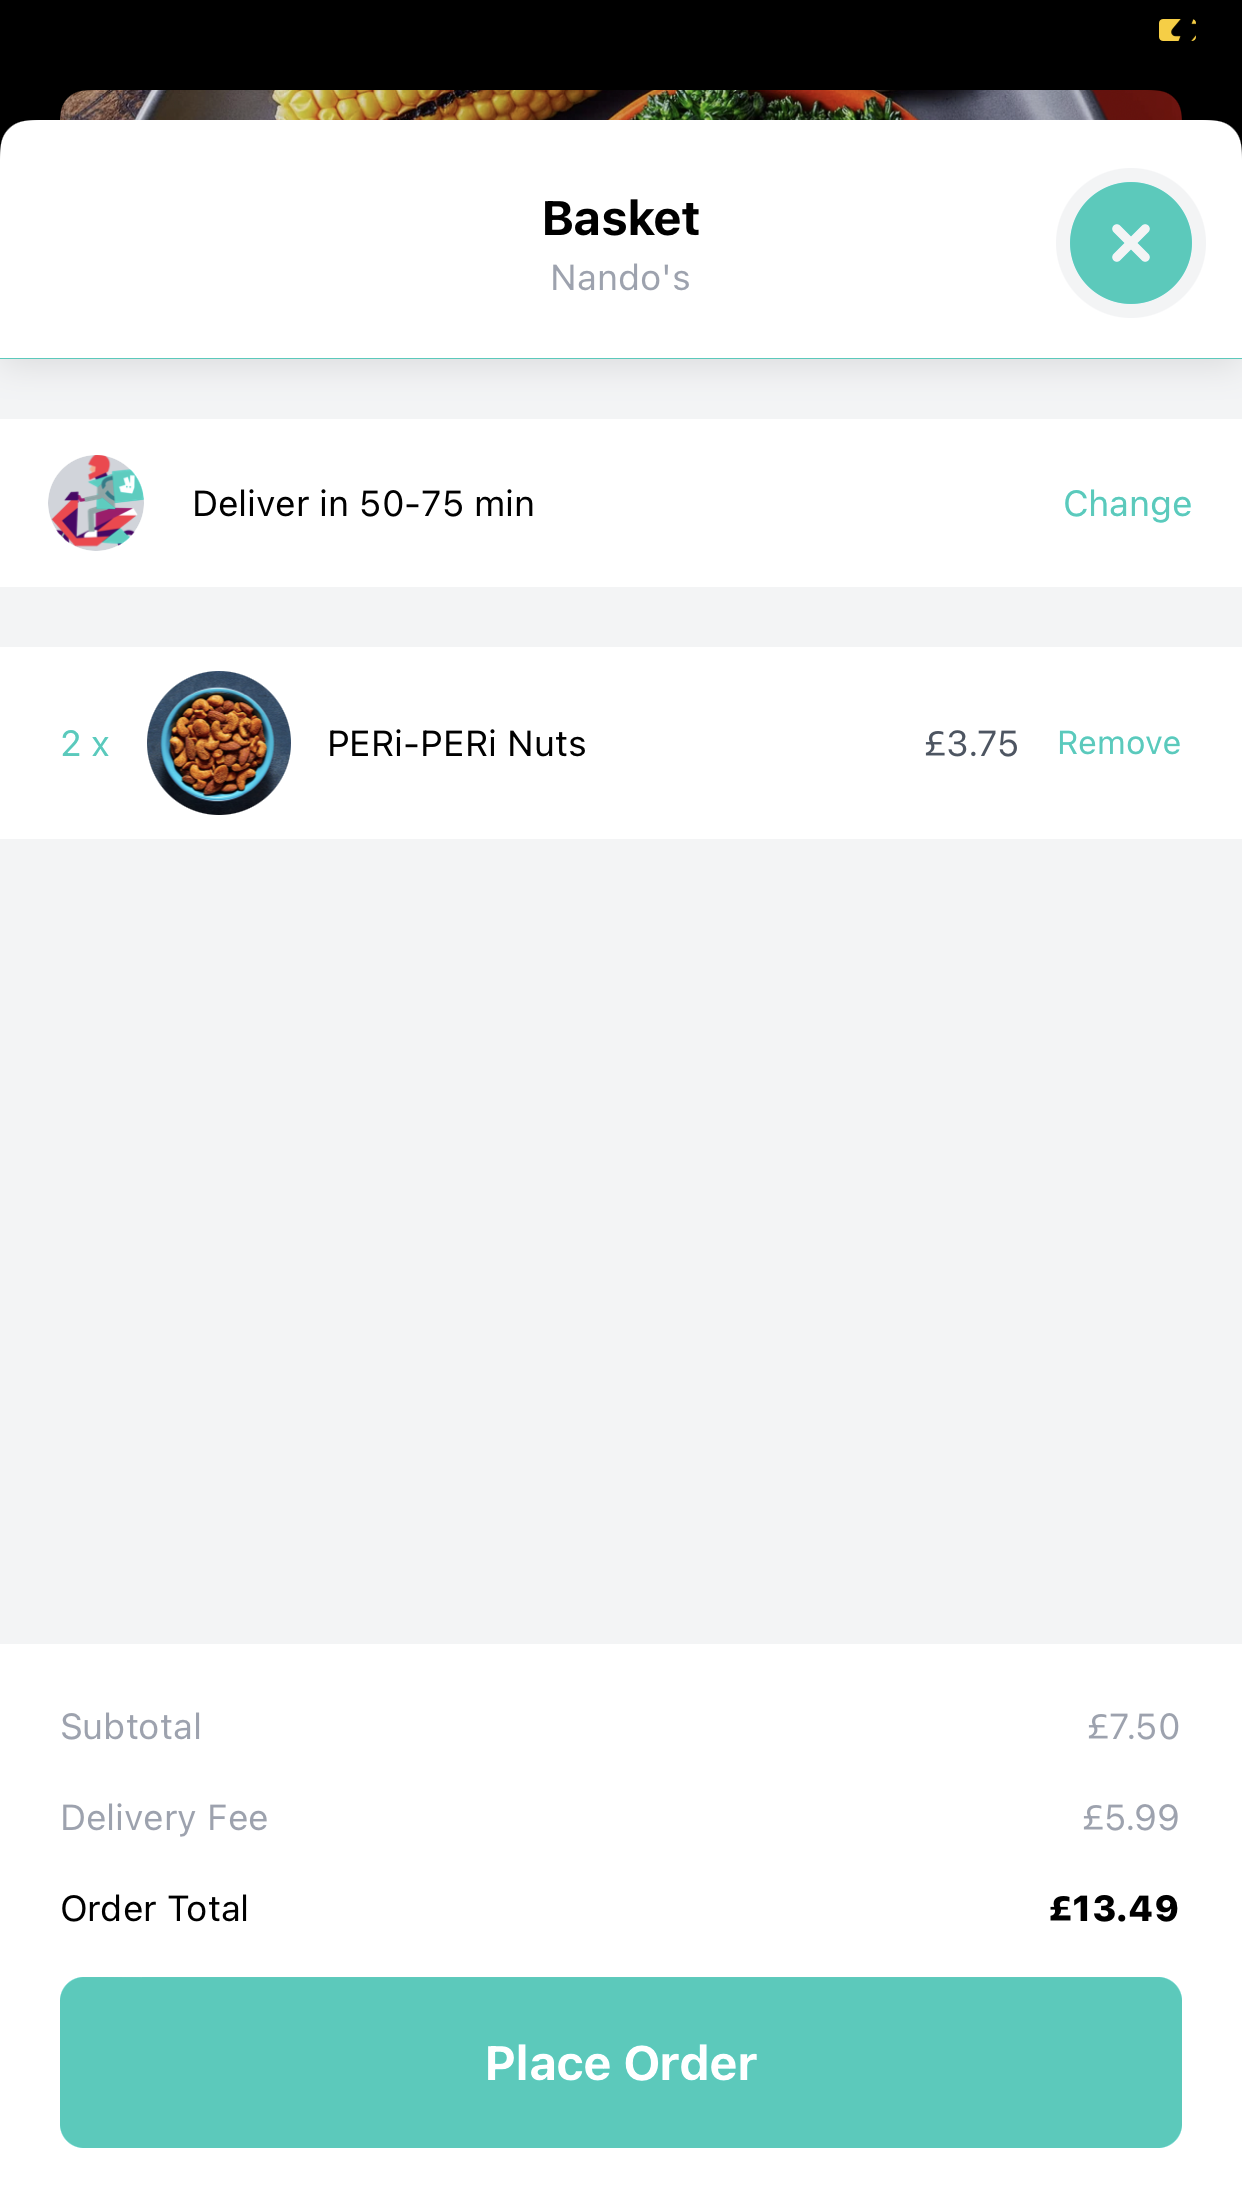 Basket
Nando's
Deliver in 50-75 min
Change
2 x
PERi-PERi Nuts
£3.75
Remove
Subtotal
£7.50
Delivery Fee
£5.99
Order Total
£13.49
Place Order